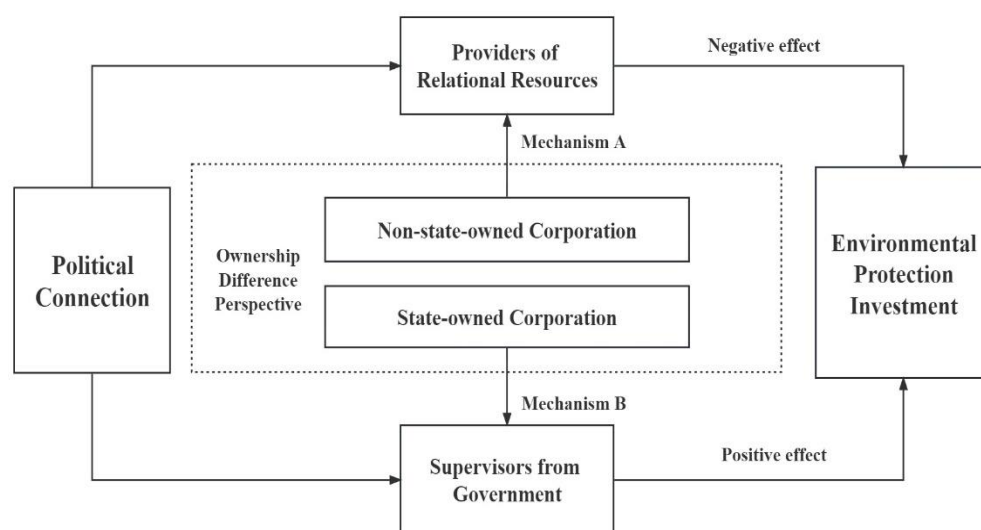 Providers of
Relational Resources
Negative effect
Mechanism A
Political
Connection
Ownership
Difference
Perspective
Non-state-owned Corporation
State-owned Corporation
Environmental
Protection
Investment
Mechanism B
Supervisors from
Government
Positive effect